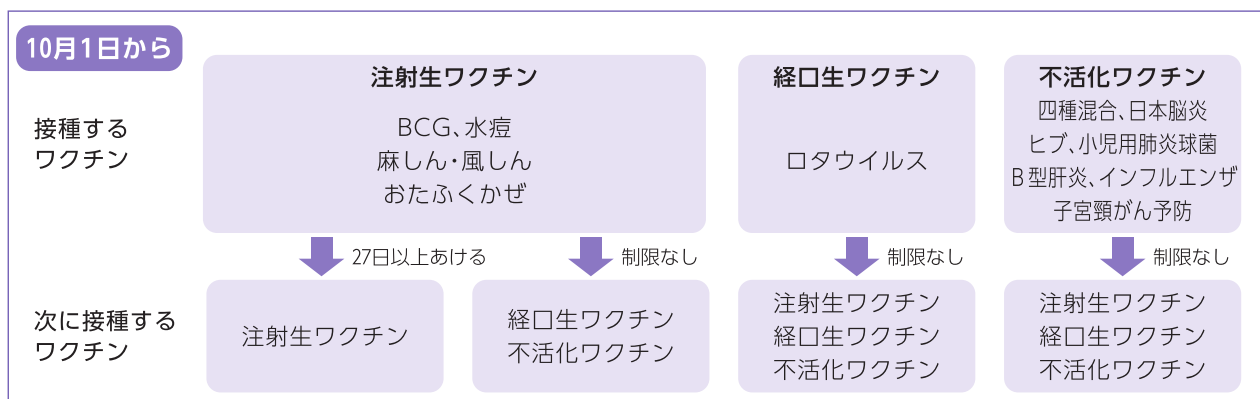 10月1日から
接種する
ワクチン
注射生ワクチン
BCG、水痘
麻しん・風しん
おたふくかぜ
経口生ワクチン
ロタウイルス
不活化ワクチン
四種混合、日本脳炎
ヒブ、小児用肺炎球菌
B型肝炎、インフルエンザ
子宮頸がん予防
27日以上あける
制限なし
制限なし
制限なし
次に接種する
ワクチン
注射生ワクチン
経口生ワクチン
不活化ワクチン
注射生ワクチン
経口生ワクチン
不活化ワクチン
注射生ワクチン
経口生ワクチン
不活化ワクチン